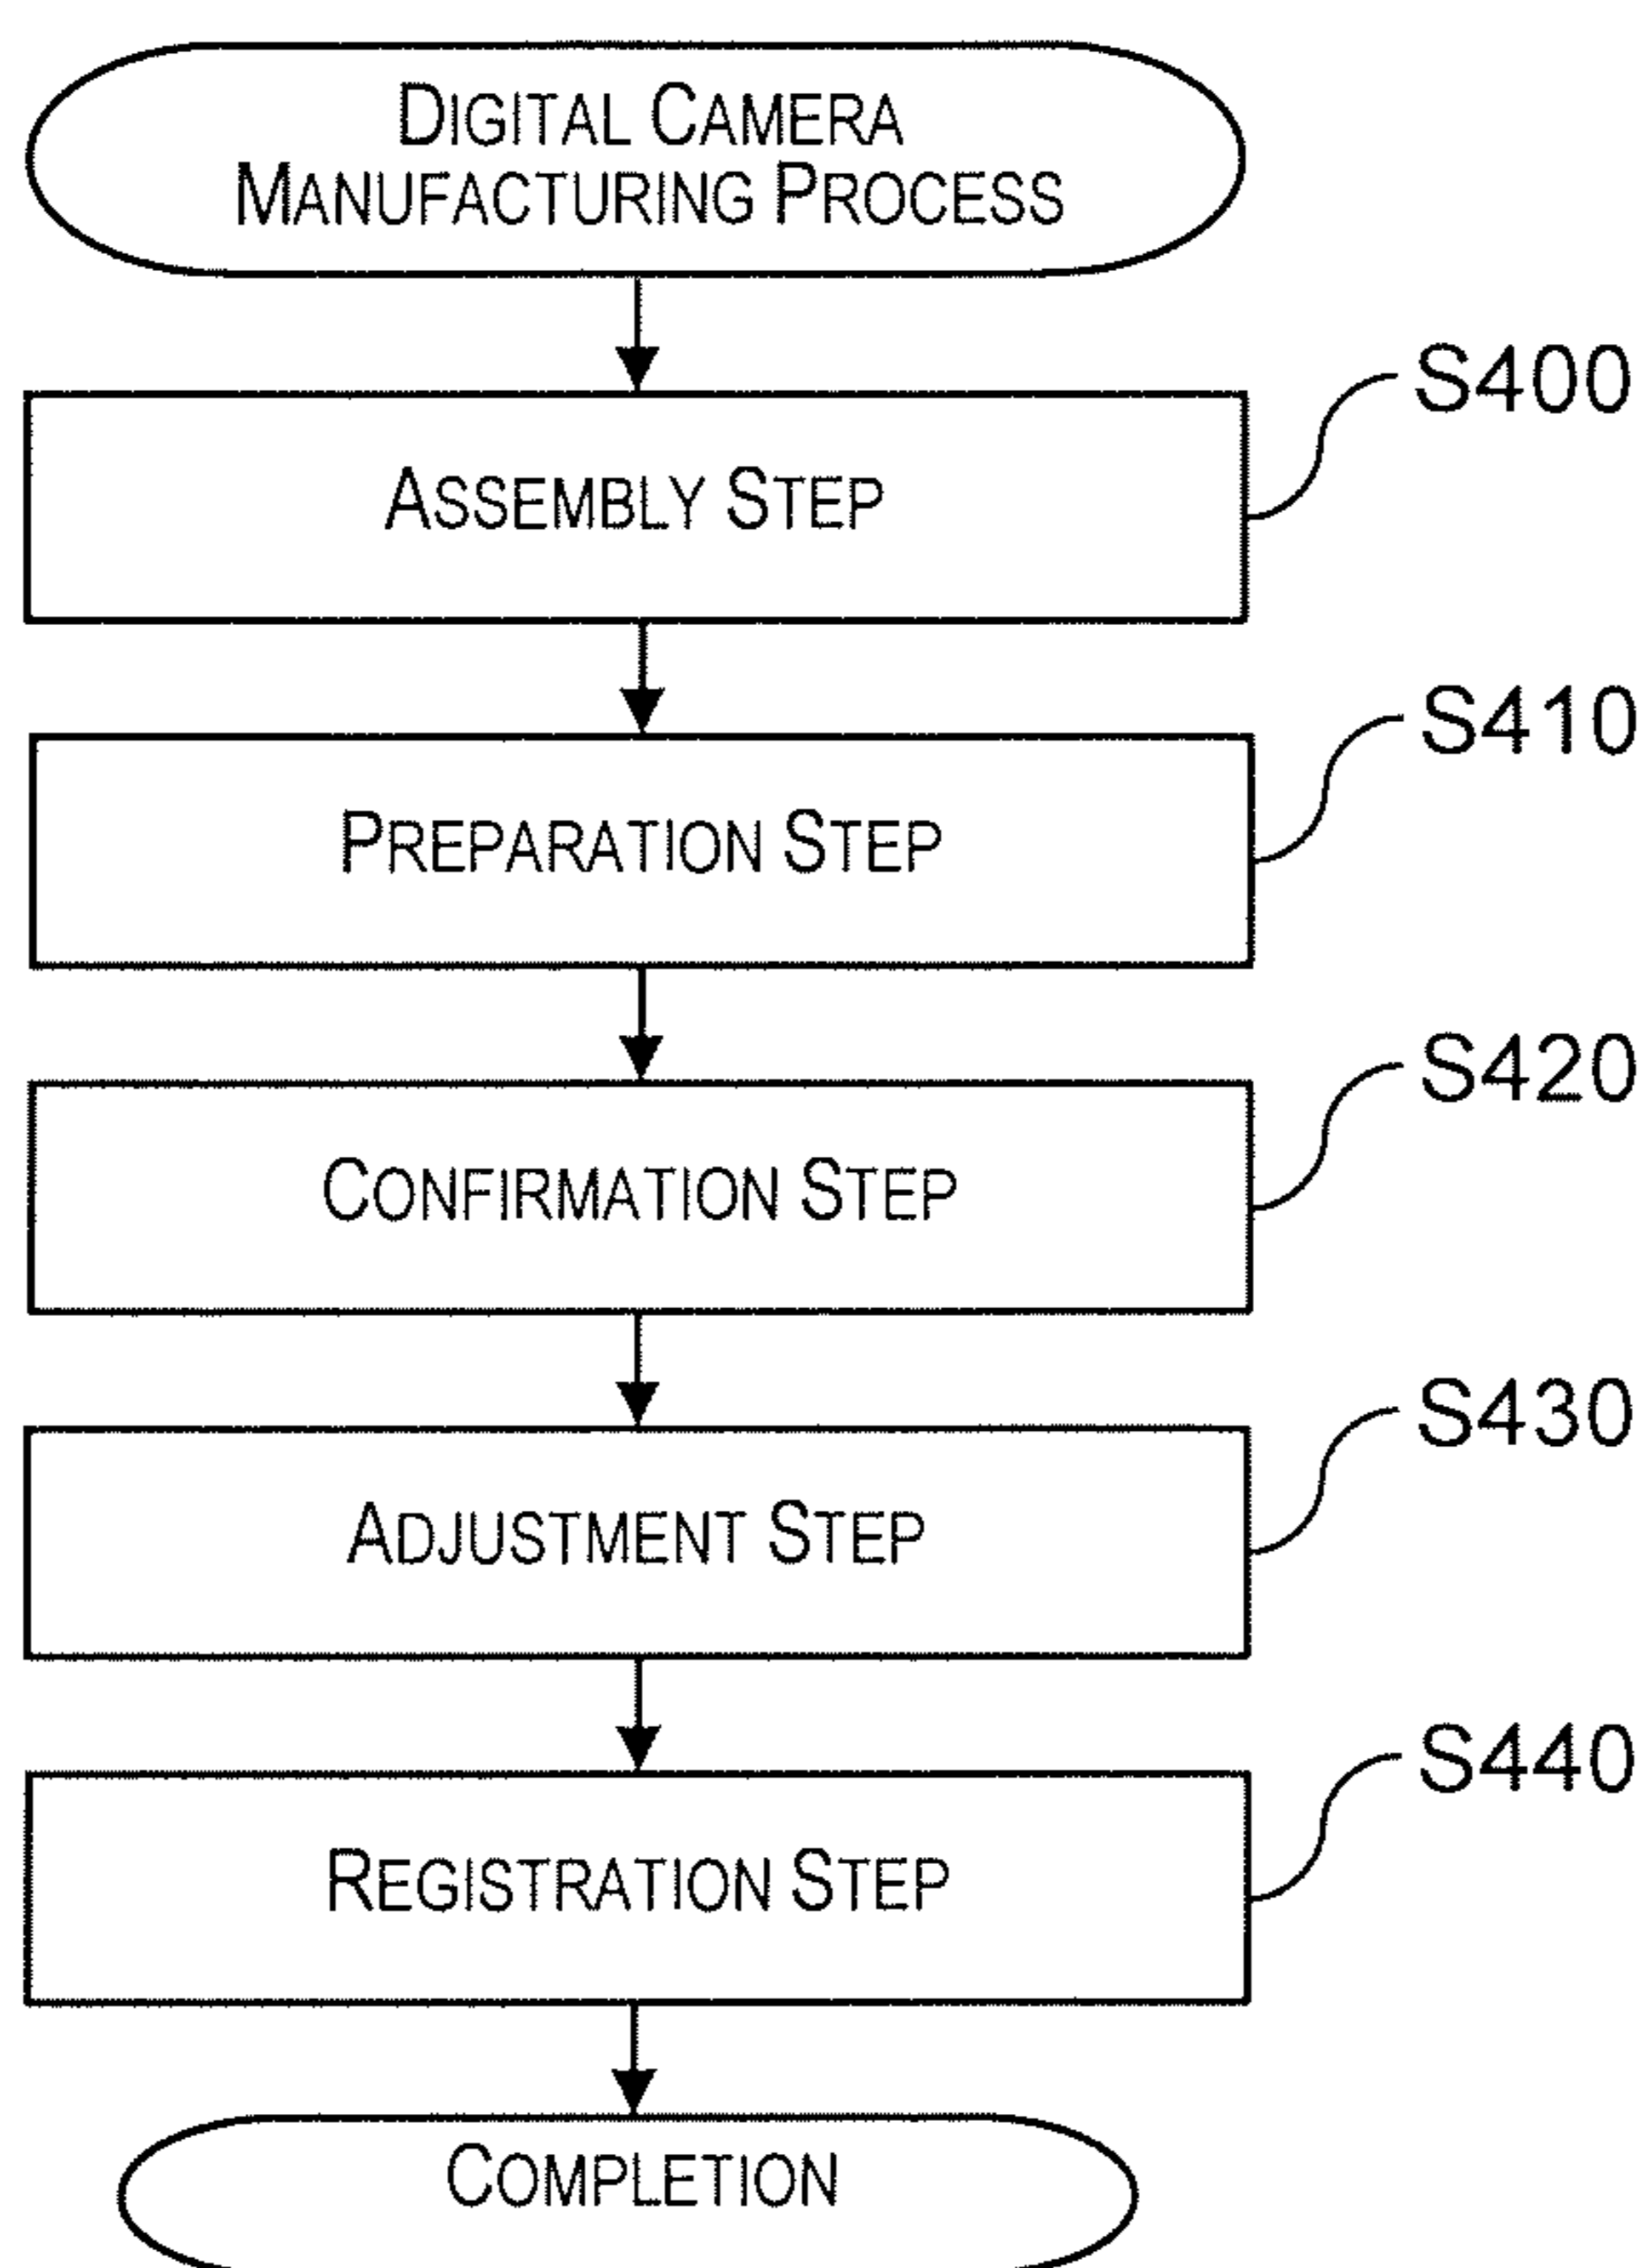 DIGITAL CAMERA
MANUFACTURING PROCESS
S400
ASSEMBLY STEP
S410
PREPARATION STEP
S420
CONFIRMATION STEP
S430
ADJUSTMENT STEP
S440
REGISTRATION STEP
COMPLETION